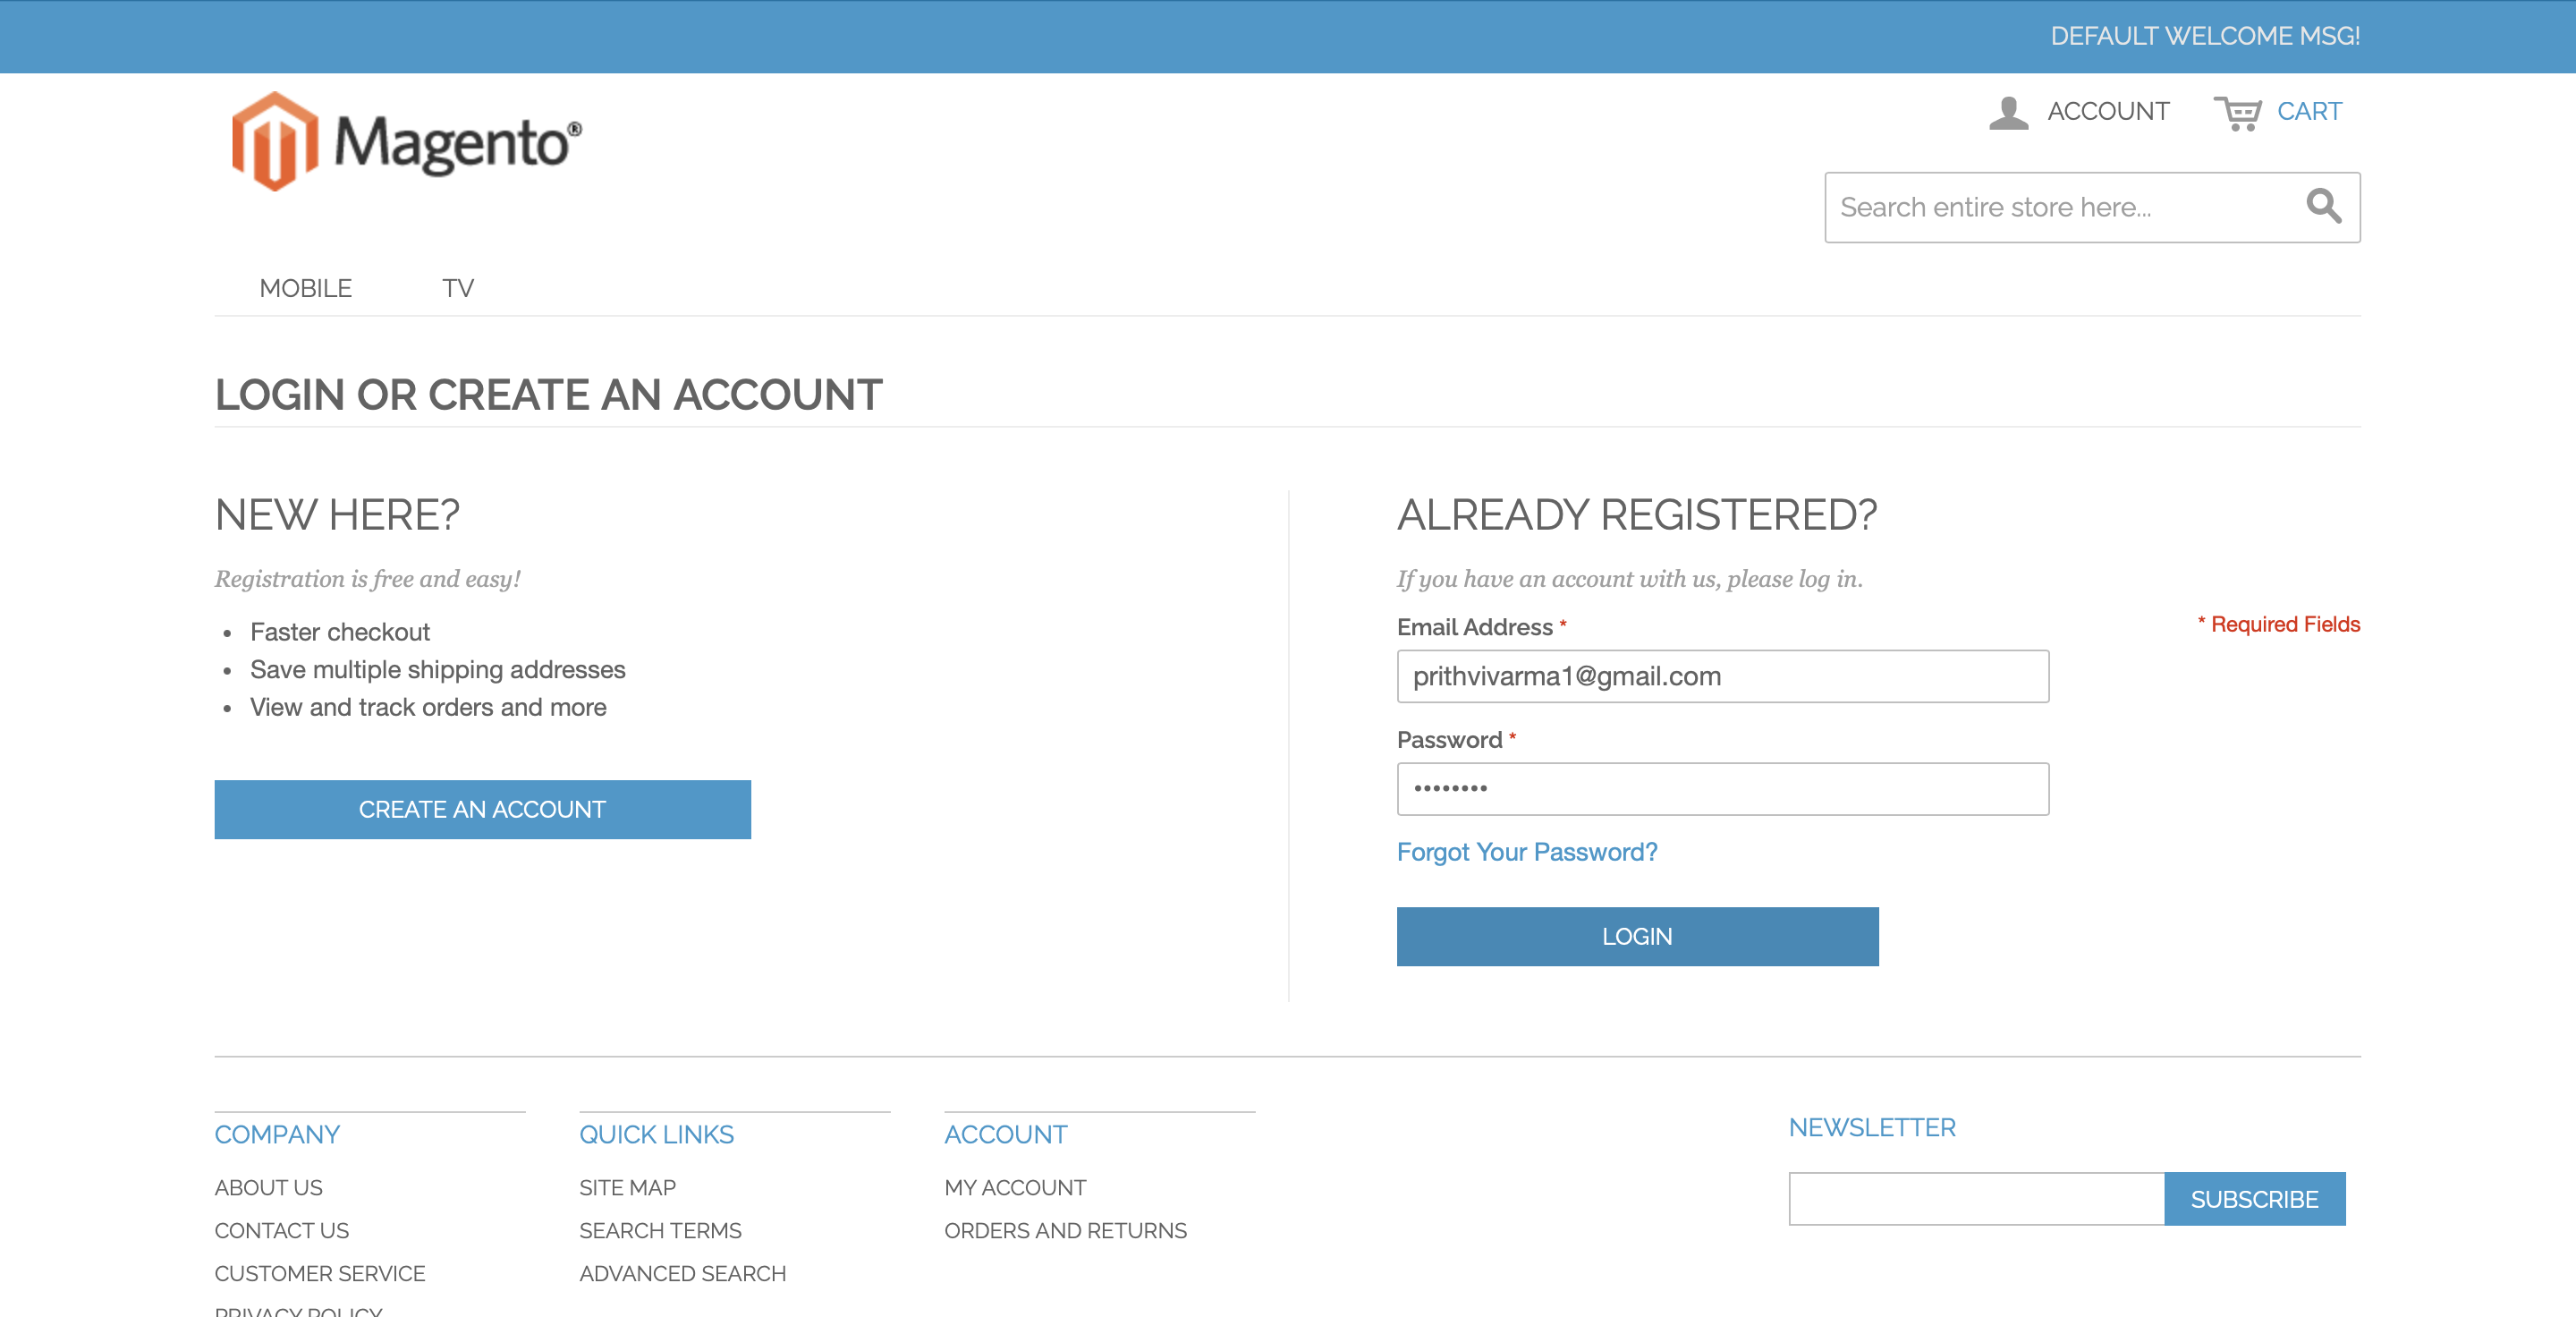 DEFAULT WELCOME MSG!
Magento®
ACCOUNT
CART
Search entire store here...
MOBILE
TV
LOGIN OR CREATE AN ACCOUNT
NEW HERE?
Registration is free and easy!
• Faster checkout
• Save multiple shipping addresses
• View and track orders and more
CREATE AN ACCOUNT
ALREADY REGISTERED?
If you have an account with us, please log in.
* Required Fields
Email Address *
prithvivarma1@gmail.com
Password *
••••••••
Forgot Your Password?
LOGIN
COMPANY
ABOUT US
CONTACT US
CUSTOMER SERVICE
PRIVACY POLICY
QUICK LINKS
SITE MAP
SEARCH TERMS
ADVANCED SEARCH
ACCOUNT
MY ACCOUNT
ORDERS AND RETURNS
NEWSLETTER
SUBSCRIBE